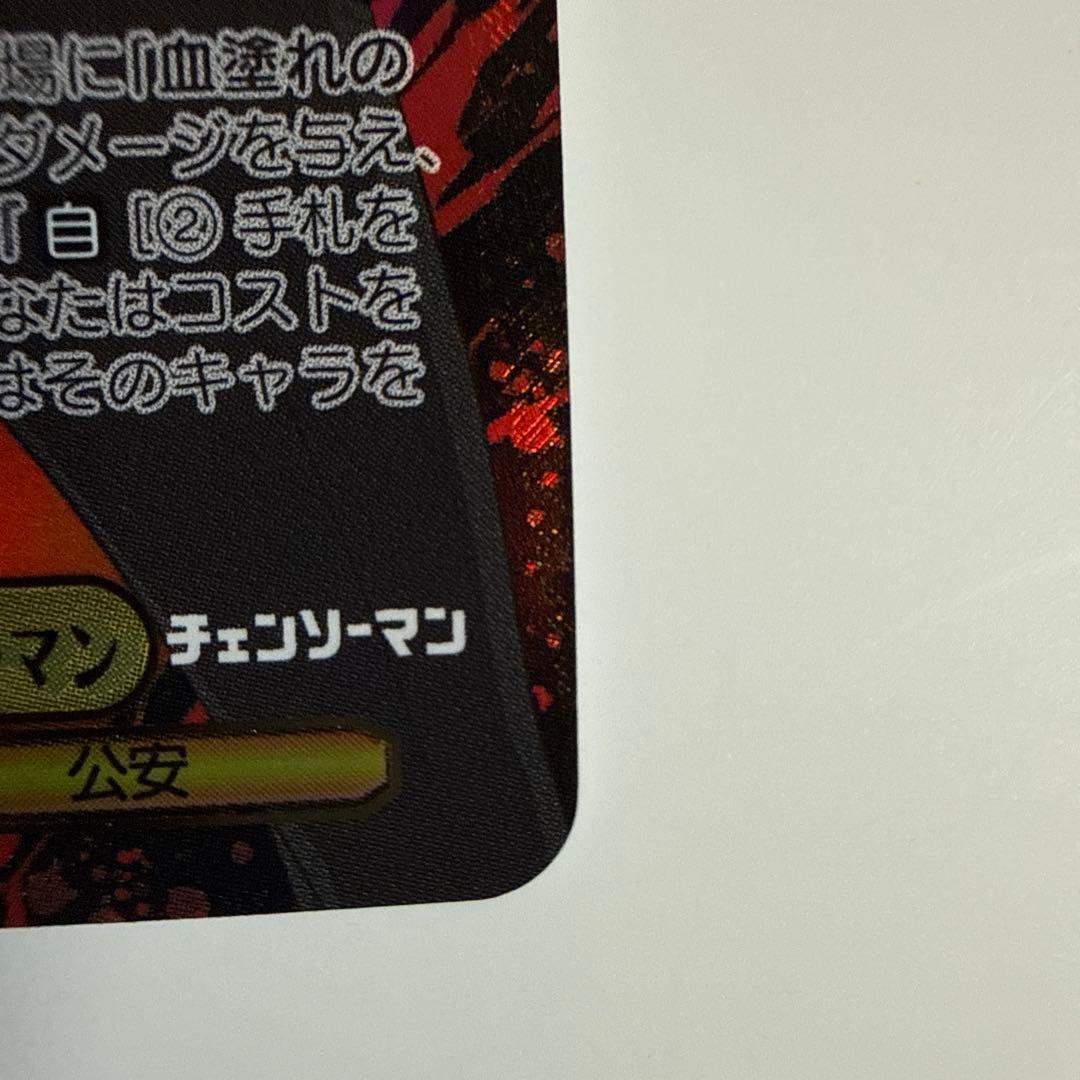 場に「血塗れの
ダメージを与え、
「自[② 手札を
なたはコストを
はそのキャラを
マン
チェンソーマン
公安